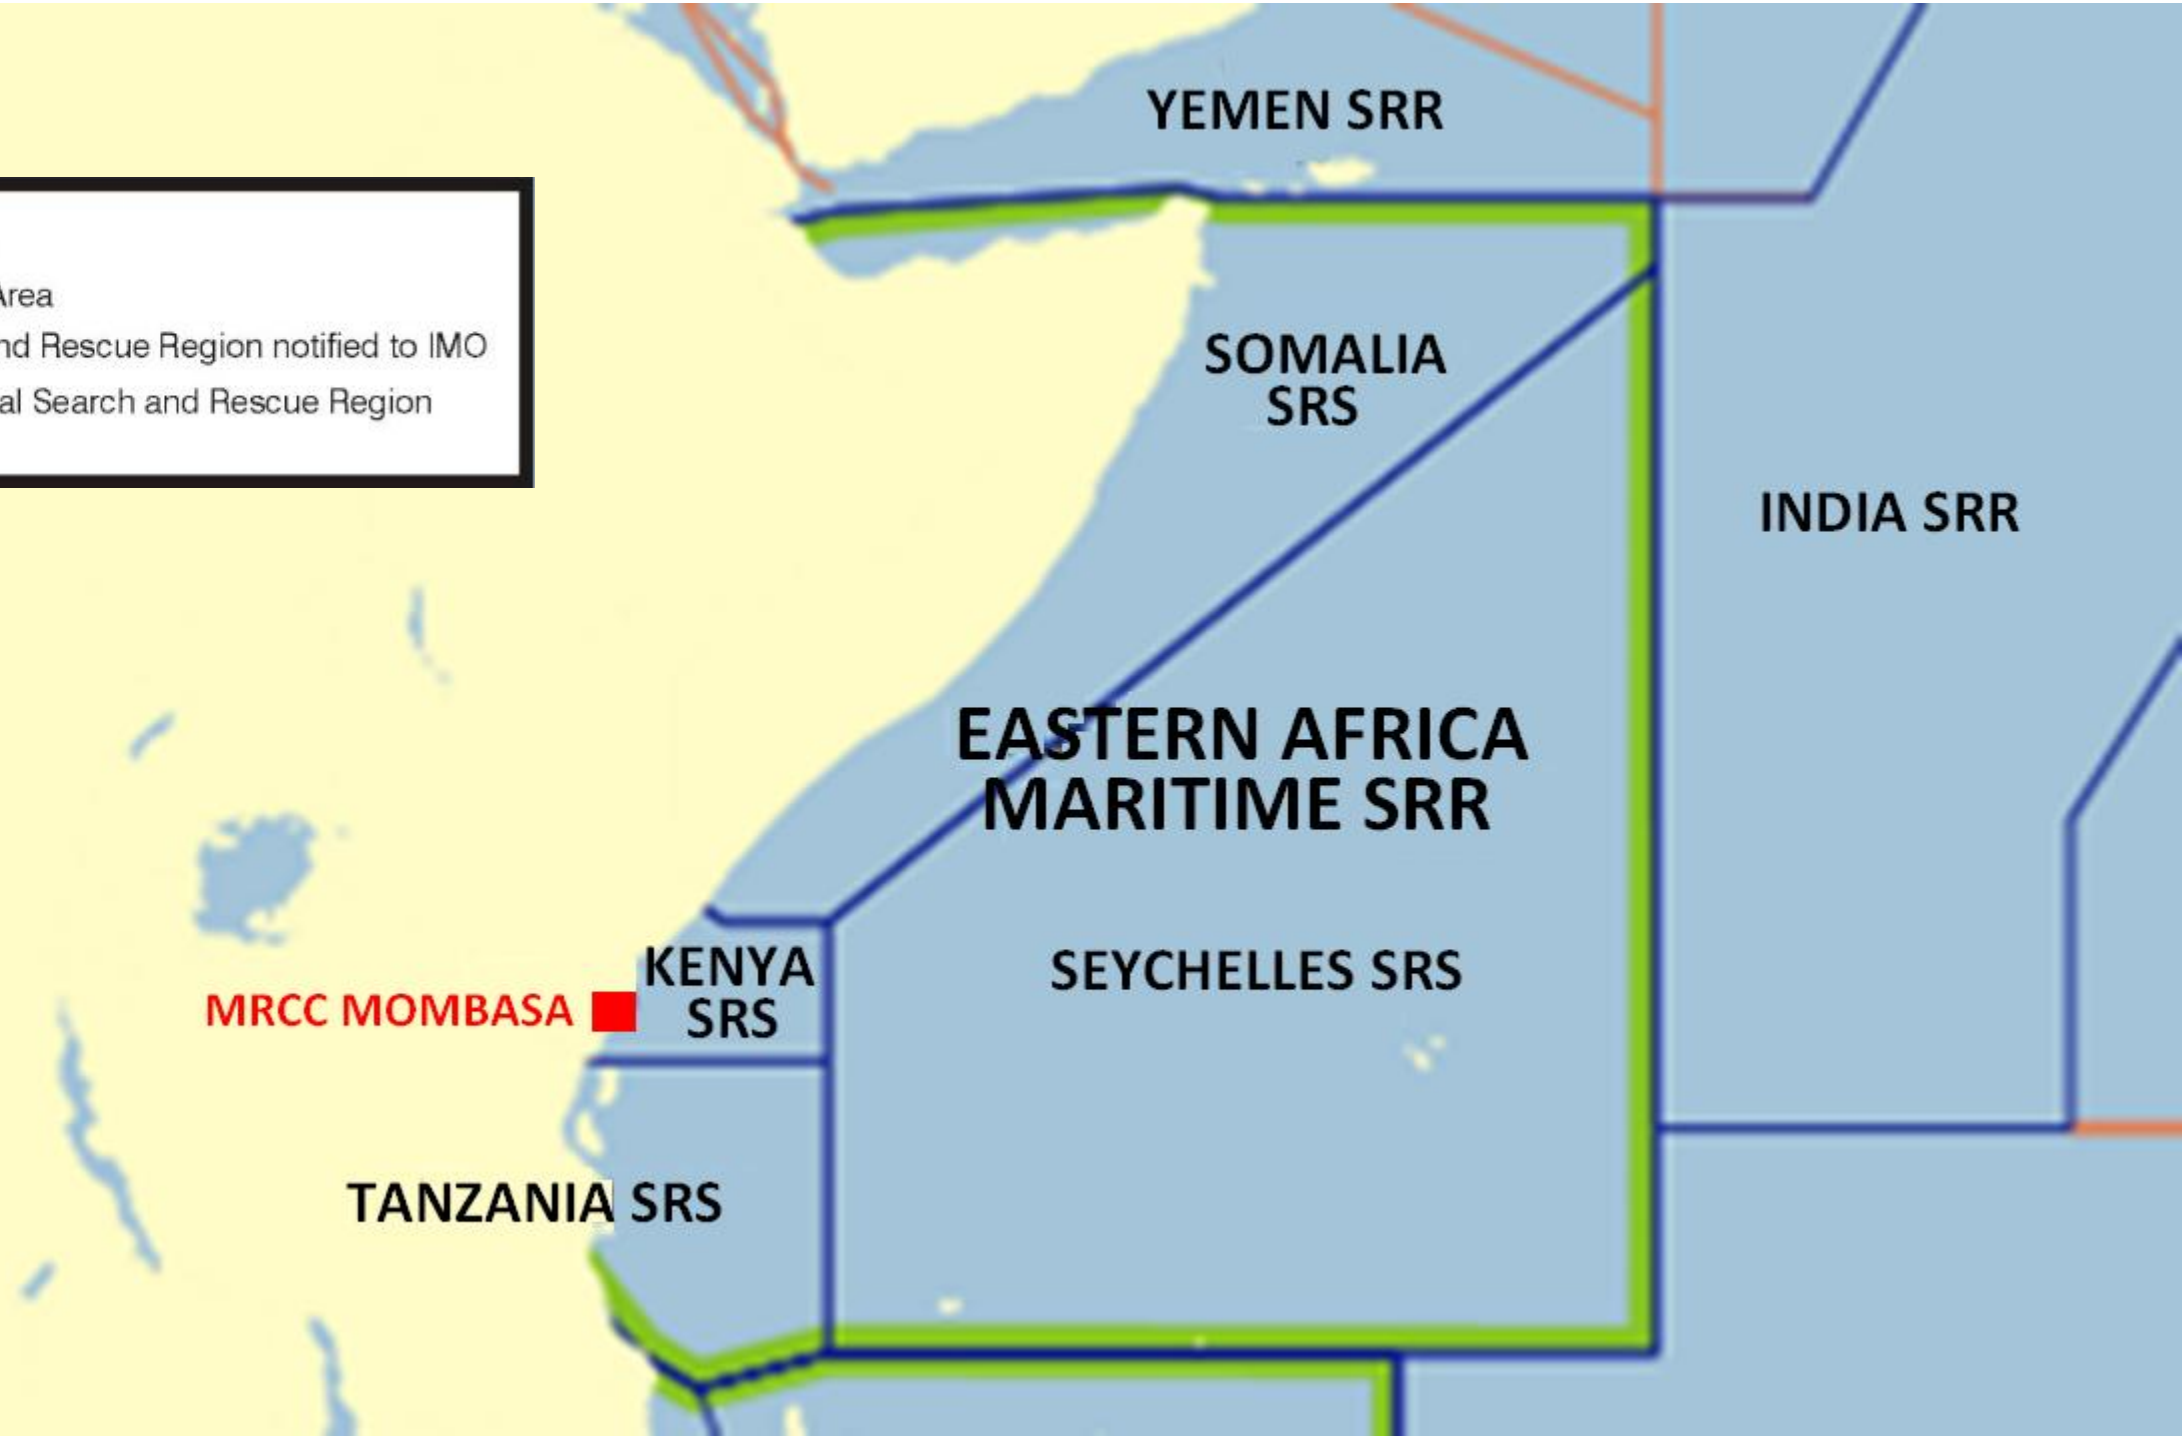 YEMEN SRR
Area
nd Rescue Region notified to IMO
al Search and Rescue Region
SOMALIA
SRS
INDIA SRR
EASTERN AFRICA
MARITIME SRR
KENYA
SRS
SEYCHELLES SRS
MRCC MOMBASA
TANZANIA SRS